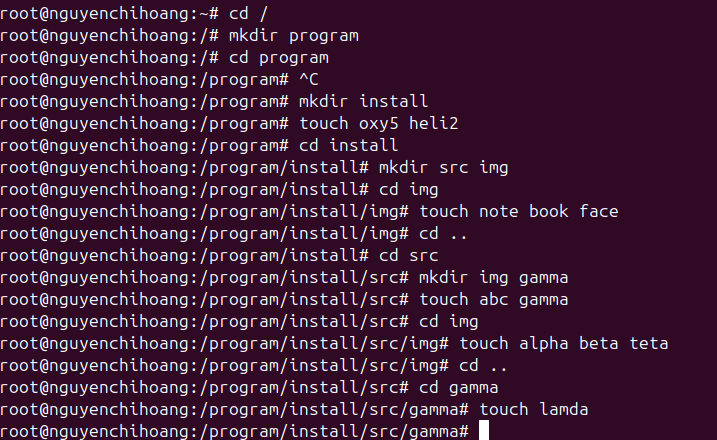 root@nguyenchihoang:~# cd /
root@nguyenchihoang:/# mkdir program
root@nguyenchihoang:/# cd program
root@nguyenchihoang:/program# ^C
root@nguyenchihoang:/program# mkdir install
root@nguyenchihoang:/program# touch oxy5 heli2
root@nguyenchihoang:/program# cd install
root@nguyenchihoang:/program/install# mkdir src img
root@nguyenchihoang:/program/install# cd img
root@nguyenchihoang:/program/install/img# touch note book face
root@nguyenchihoang:/program/install/img# cd ..
root@nguyenchihoang:/program/install# cd src
root@nguyenchihoang:/program/install/src# mkdir img gamma
root@nguyenchihoang:/program/install/src# touch abc gamma
root@nguyenchihoang:/program/install/src# cd img
root@nguyenchihoang:/program/install/src/img# touch alpha beta teta
root@nguyenchihoang:/program/install/src/img# cd ..
root@nguyenchihoang:/program/install/src# cd gamma
root@nguyenchihoang:/program/install/src/gamma# touch lamda
root@nguyenchihoang:/program/install/src/gamma#